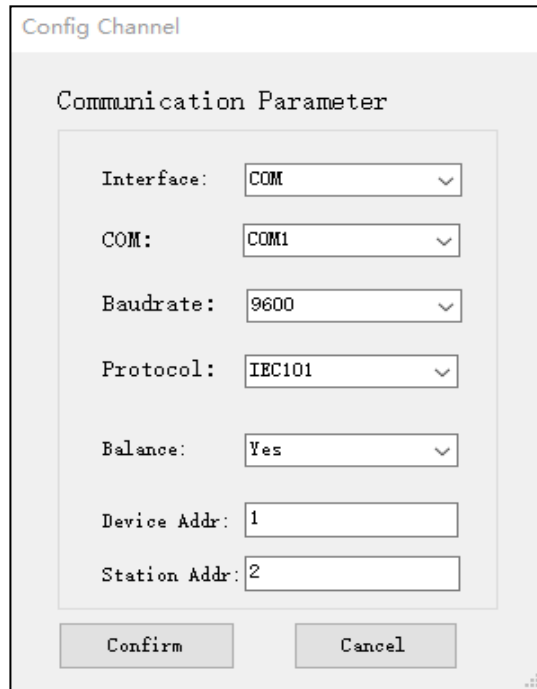 Config Channel
Communication Parameter
Interface: COM
COM: COM1
Baudrate: 9600
Protocol: IEC101
Balance: Yes
Device Addr: 1
Station Addr: 2
Confirm Cancel